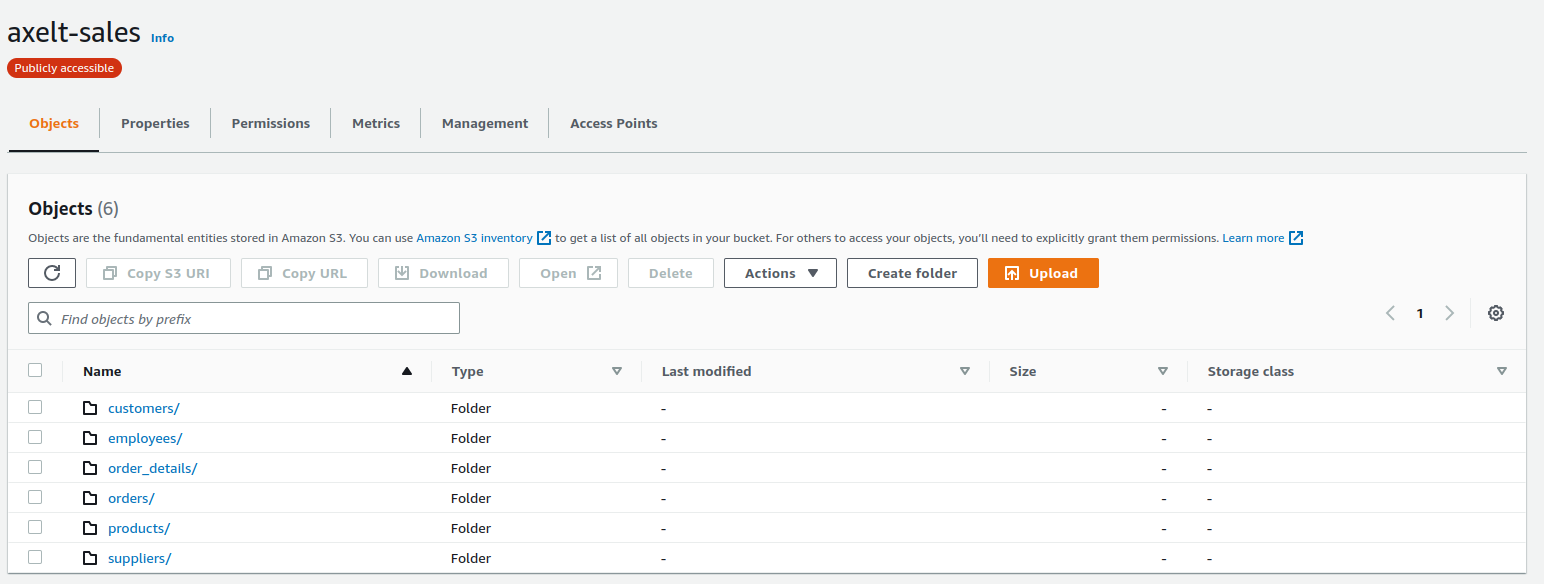 axelt-sales Info
Publicly accessible
Objects Properties Permissions Metrics Management Access Points
Objects (6)
Objects are the fundamental entities stored in Amazon S3. You can use Amazon S3 inventory to get a list of all objects in your bucket. For others to access your objects, you'll need to explicitly grant them permissions. Learn more
Copy S3 URI Copy URL Download Open Delete Actions Create folder Upload
Find objects by prefix 1
Name Type Last modified Size Storage class
customers/ Folder - - -
employees/ Folder - - -
order_details/ Folder - - -
orders/ Folder - - -
products/ Folder - - -
suppliers/ Folder - - -